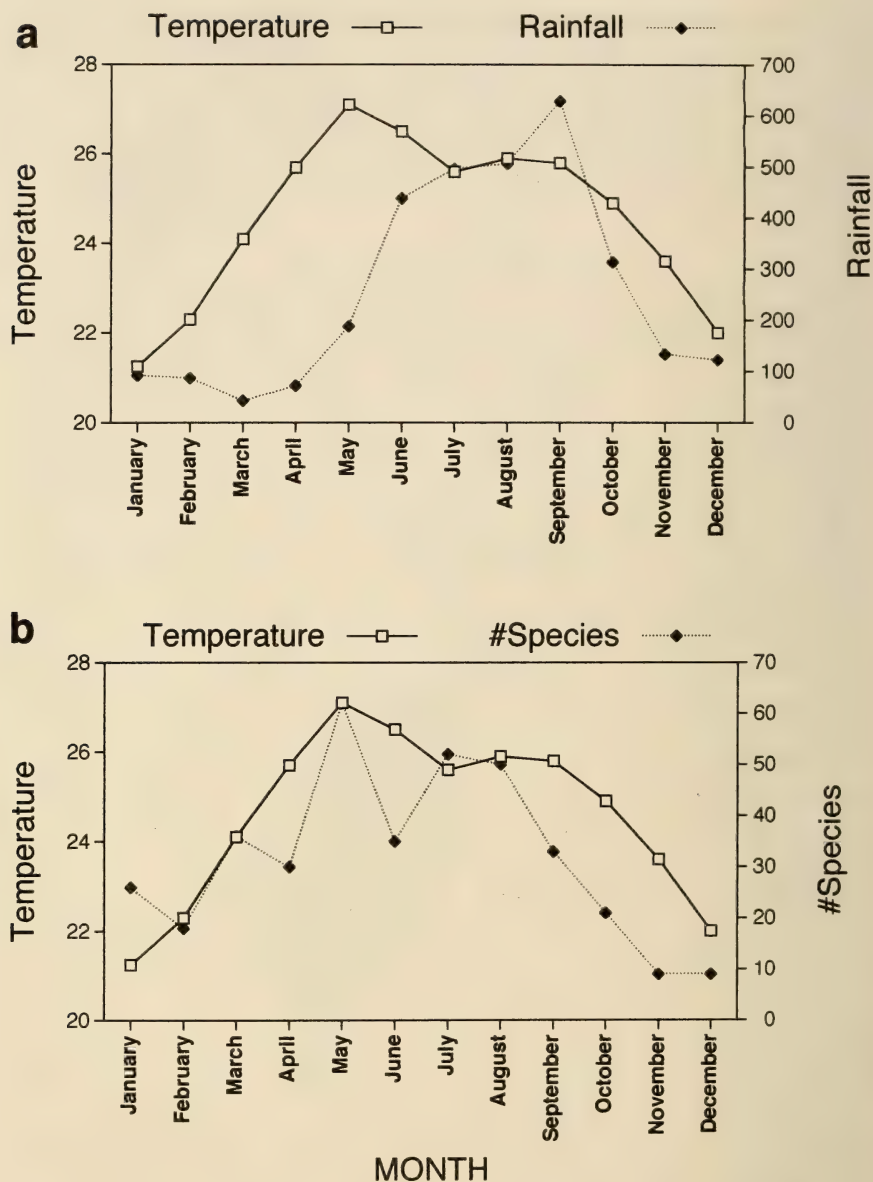 a
Temperature Rainfall
28
26
24
22
20
Temperature
700
600
500
400
300
200
100
0
Rainfall
January
February
March
April
May
June
July
August
September
October
November
December
b
Temperature #Species
28
26
24
22
20
Temperature
70
60
50
40
30
20
10
0
#Species
January
February
March
April
May
June
July
August
September
October
November
December
MONTH